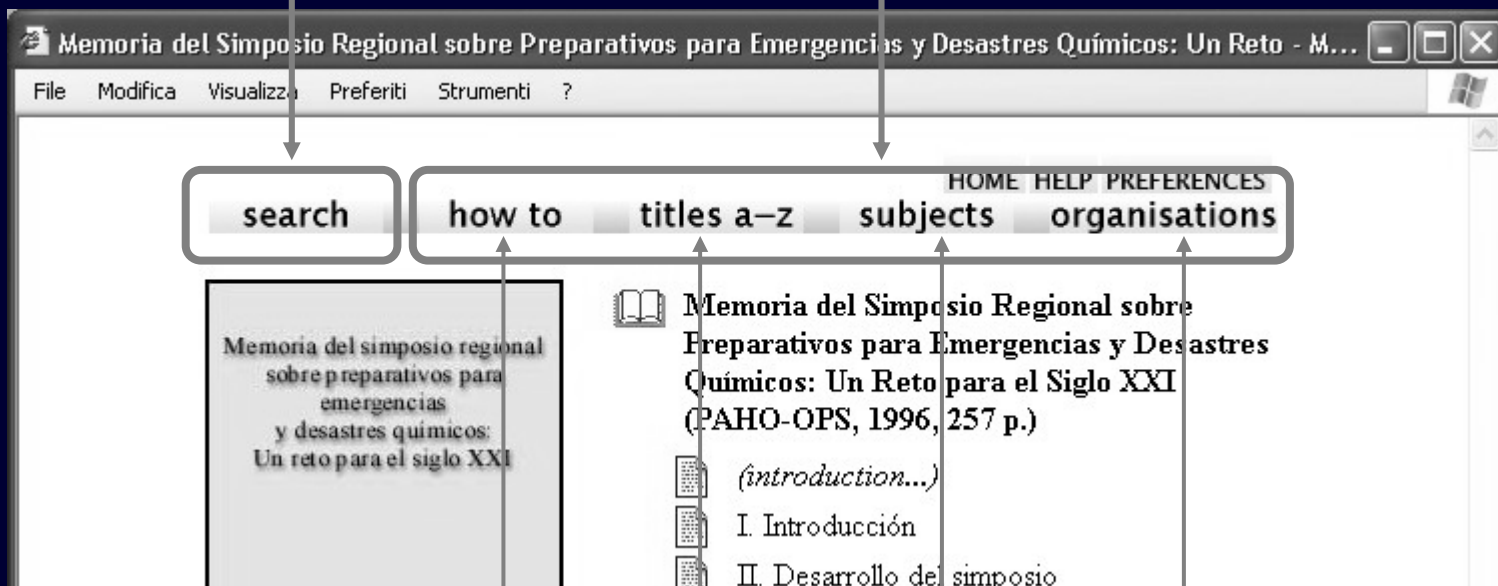 Memoria del Simposio Regional sobre Preparativos para Emergencias y Desastres Químicos: Un Reto - M...
File Modifica Visualizza Preferiti Strumenti ?
HOME HELP PREFERENCES
search how to titles a–z subjects organisations
Memoria del simposio regional
sobre preparativos para
emergencias
y desastres quimicos:
Un reto para el siglo XXI
Memoria del Simposio Regional sobre
Preparativos para Emergencias y Desastres
Químicos: Un Reto para el Siglo XXI
(PAHO-OPS, 1996, 257 p.)
(introduction...)
I. Introducción
II. Desarrollo del simposio